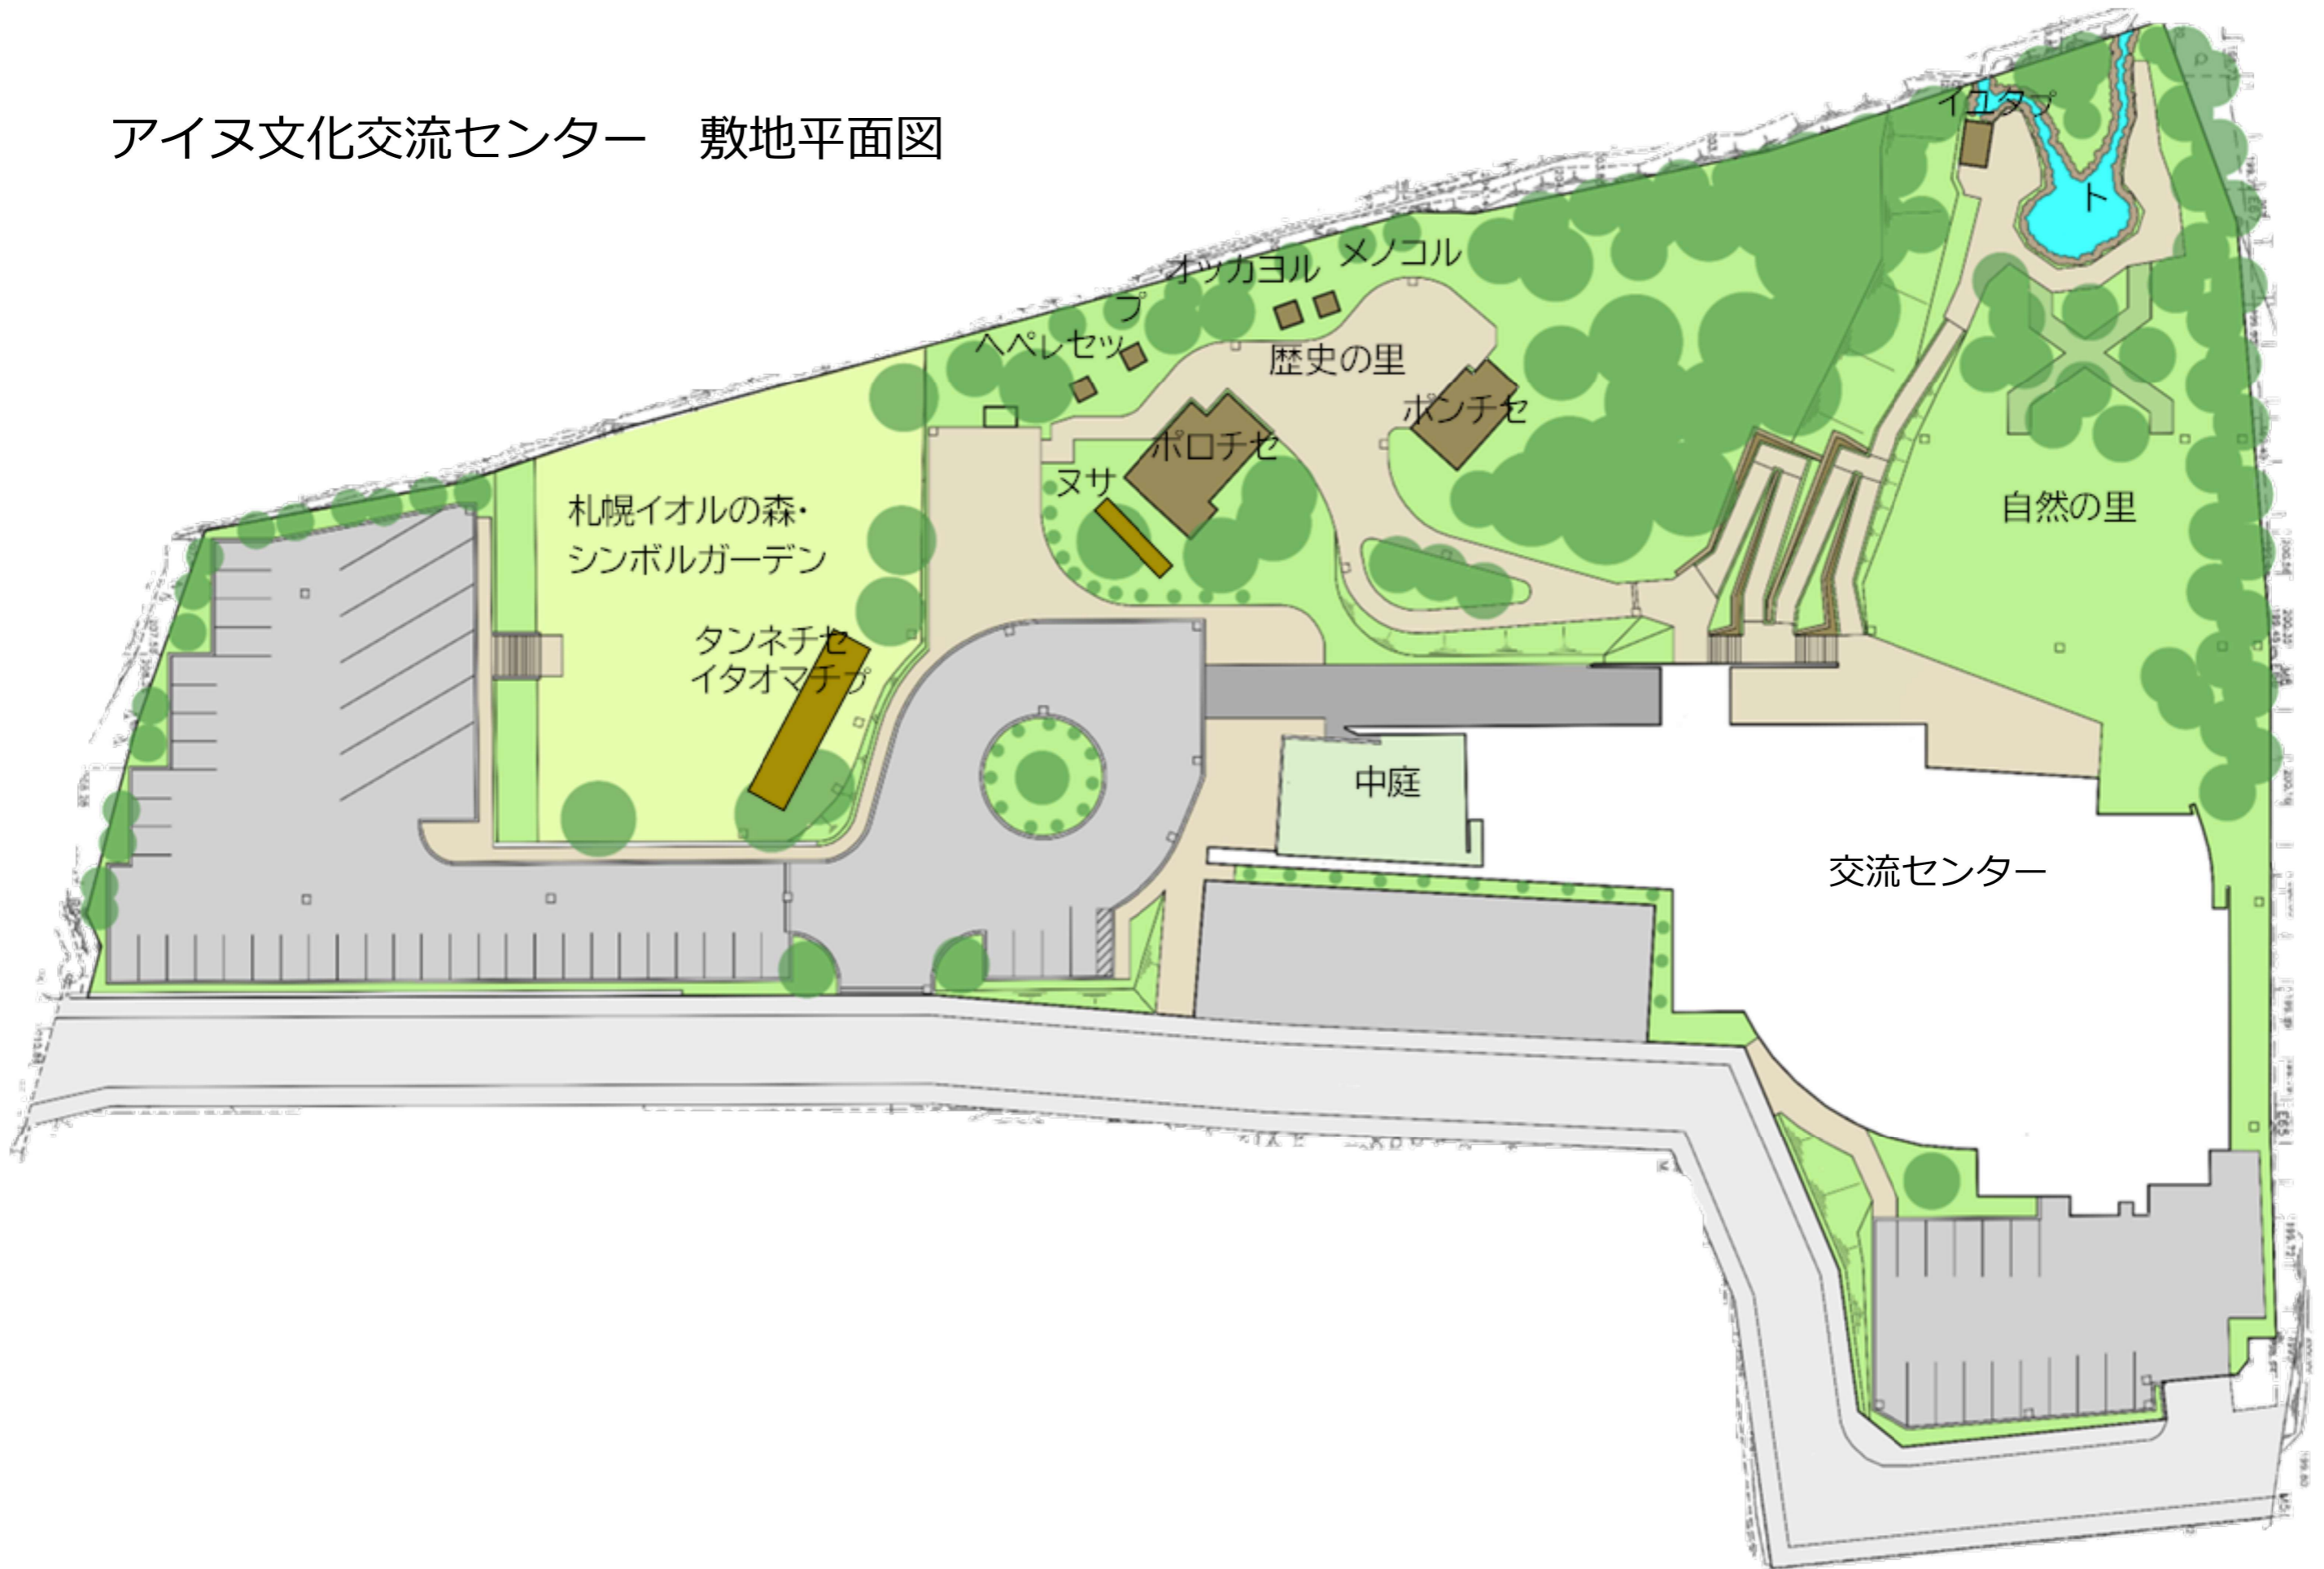 アイヌ文化交流センター　敷地平面図
イユタㇷ゚
ト
メノコル
オッカヨル
プ
ヘペレセッ
歴史の里
ポンチセ
ポロチセ
ヌサ
札幌イオルの森・
シンボルガーデン
自然の里
タンネチセ
イタオマチㇷ゚
中庭
交流センター